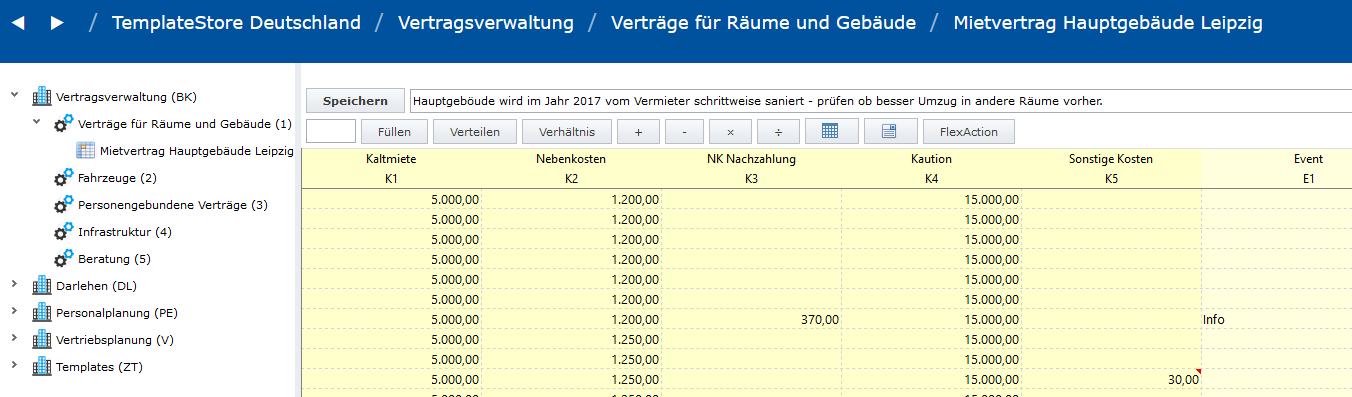 / TemplateStore Deutschland / Vertragsverwaltung / Verträge für Räume und Gebäude / Mietvertrag Hauptgebäude Leipzig
Vertragsverwaltung (BK)
Verträge für Räume und Gebäude (1)
Mietvertrag Hauptgebäude Leipzig
Fahrzeuge (2)
Personengebundene Verträge (3)
Infrastruktur (4)
Beratung (5)
Darlehen (DL)
Personalplanung (PE)
Vertriebsplanung (V)
Templates (ZT)
Speichern Hauptgeböude wird im Jahr 2017 vom Vermieter schrittweise saniert - prüfen ob besser Umzug in andere Räume vorher.
Füllen Verteilen Verhältnis + - × ÷ FlexAction
Kaltmiete Nebenkosten NK Nachzahlung Kaution Sonstige Kosten Event
K1 K2 K3 K4 K5 E1
5.000,00 1.200,00 15.000,00
5.000,00 1.200,00 15.000,00
5.000,00 1.200,00 15.000,00
5.000,00 1.200,00 15.000,00
5.000,00 1.200,00 15.000,00
5.000,00 1.200,00 15.000,00
5.000,00 1.200,00 370,00 15.000,00 Info
5.000,00 1.250,00 15.000,00
5.000,00 1.250,00 15.000,00
5.000,00 1.250,00 15.000,00 30,00